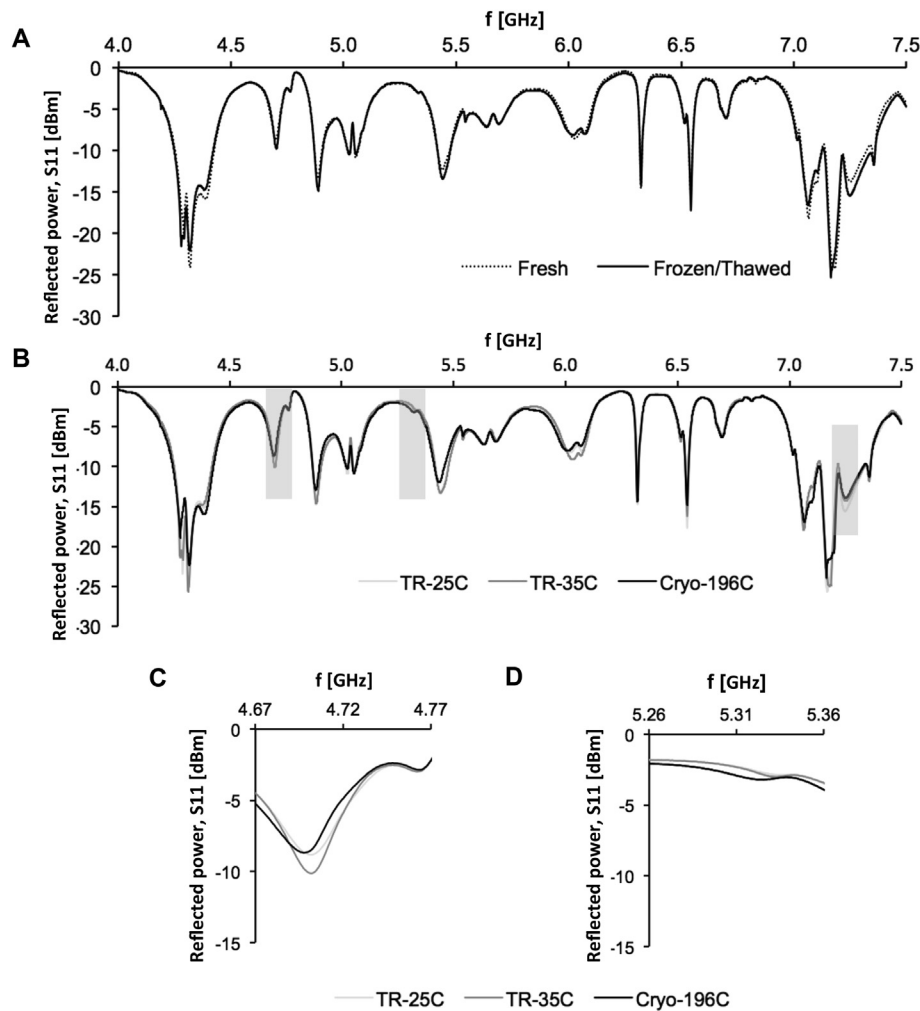 A
f [GHz]
4.0 4.5 5.0 5.5 6.0 6.5 7.0 7.5
Reflected power, S11 [dBm]
0
-5
-10
-15
-20
-25
-30
Fresh Frozen/Thawed
B
f [GHz]
4.0 4.5 5.0 5.5 6.0 6.5 7.0 7.5
Reflected power, S11 [dBm]
0
-5
-10
-15
-20
-25
-30
TR-25C TR-35C Cryo-196C
C
f [GHz]
4.67 4.72 4.77
Reflected power, S11 [dBm]
0
-5
-10
-15
D
f [GHz]
5.26 5.31 5.36
Reflected power, S11 [dBm]
0
-5
-10
-15
TR-25C TR-35C Cryo-196C